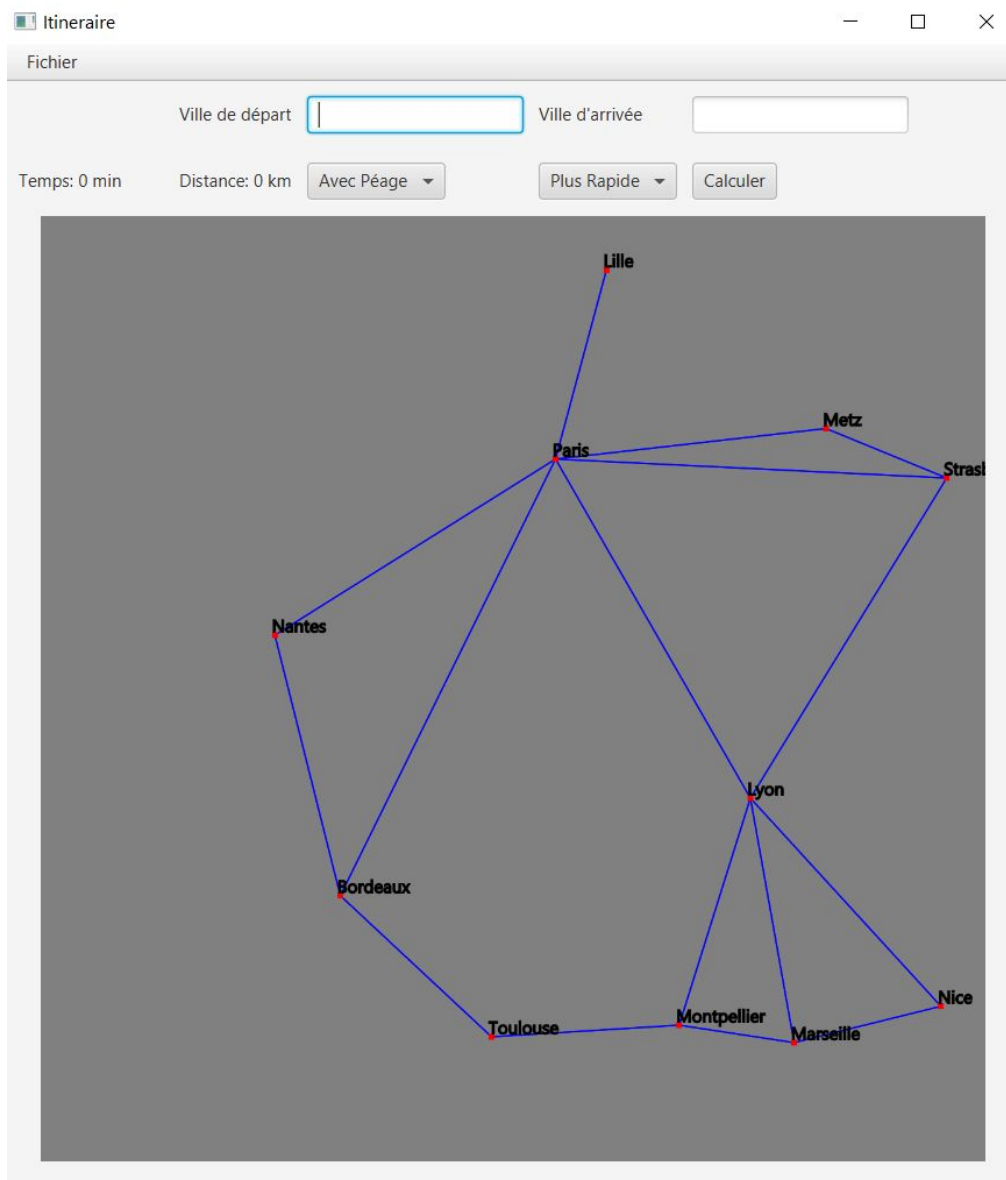 Itineraire
Fichier
Ville de départ Ville d'arrivée
Temps: 0 min Distance: 0 km Avec Péage Plus Rapide Calculer
Lille
Metz
Paris
Strasb
Nantes
Lyon
Bordeaux
Nice
Montpellier
Toulouse
Marseille